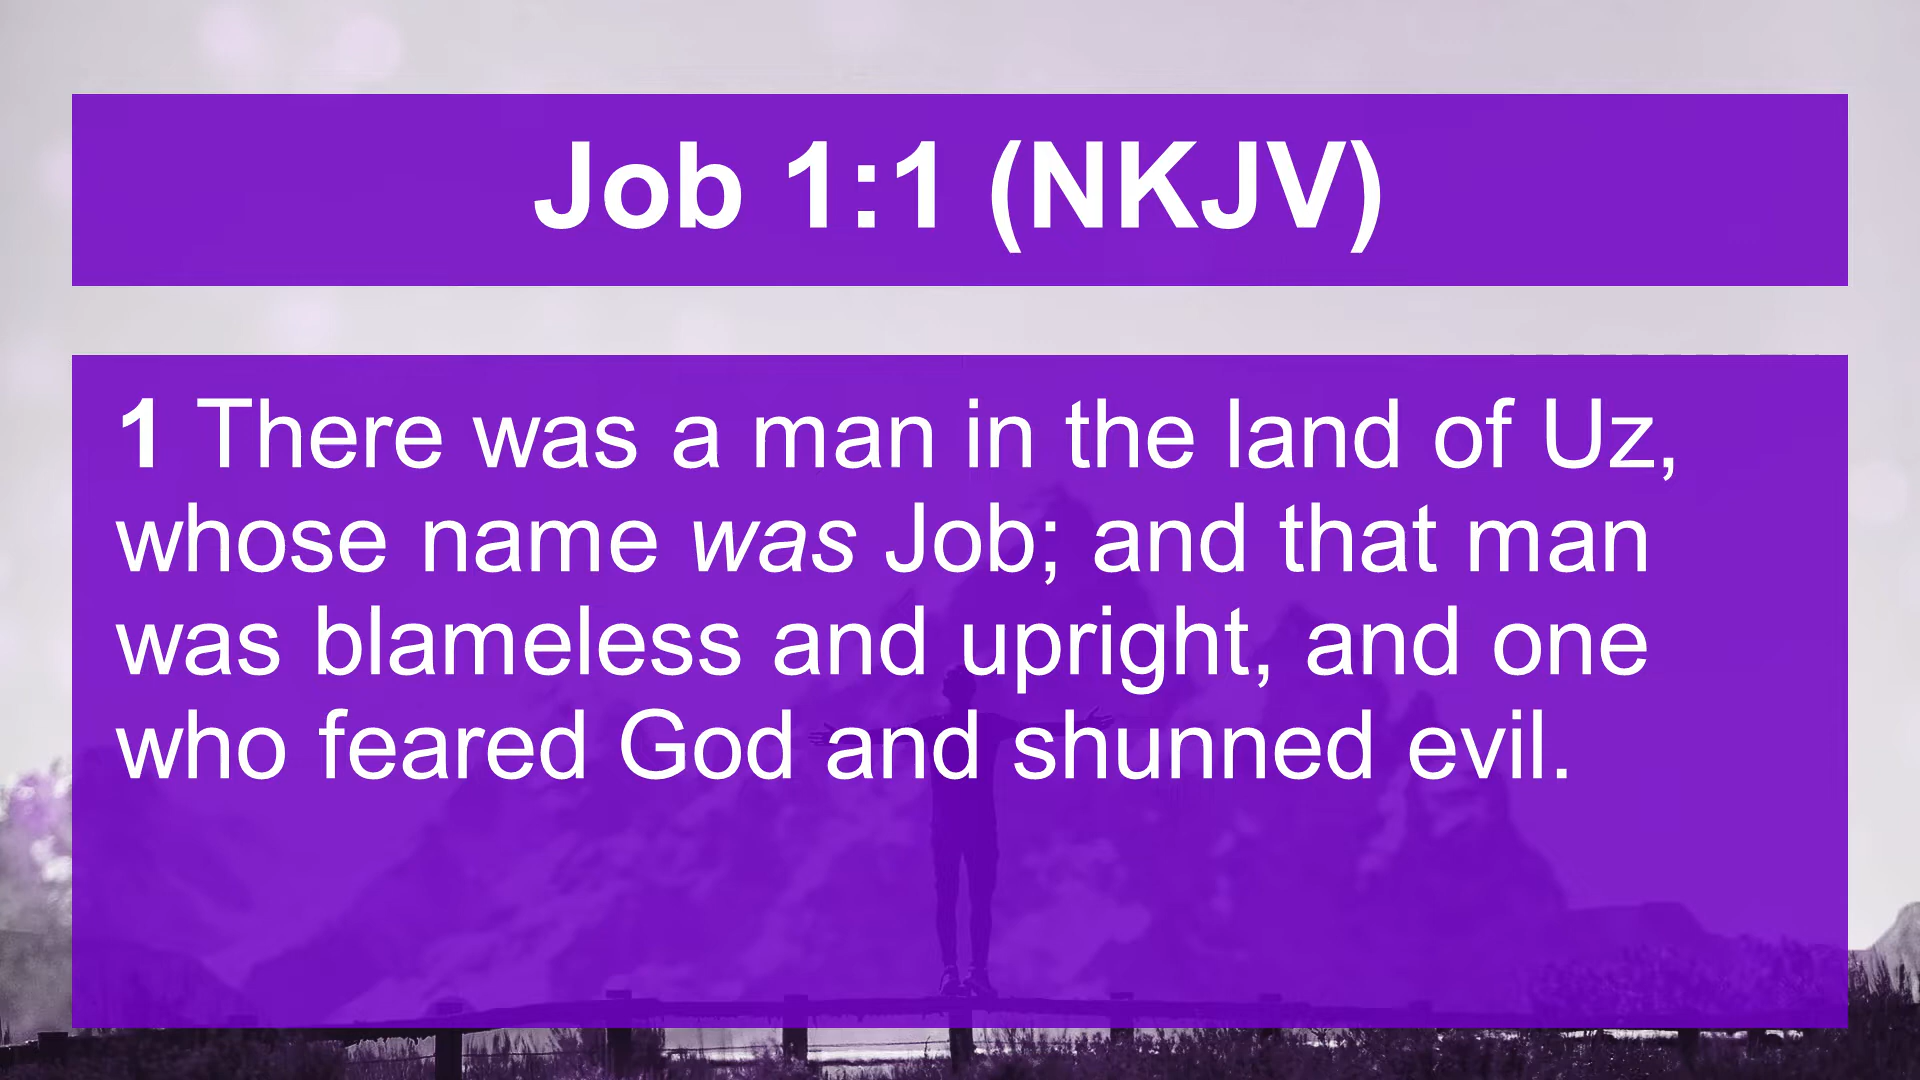 Job 1:1 (NKJV)
1 There was a man in the land of Uz,
whose name was Job; and that man
was blameless and upright, and one
who feared God and shunned evil.